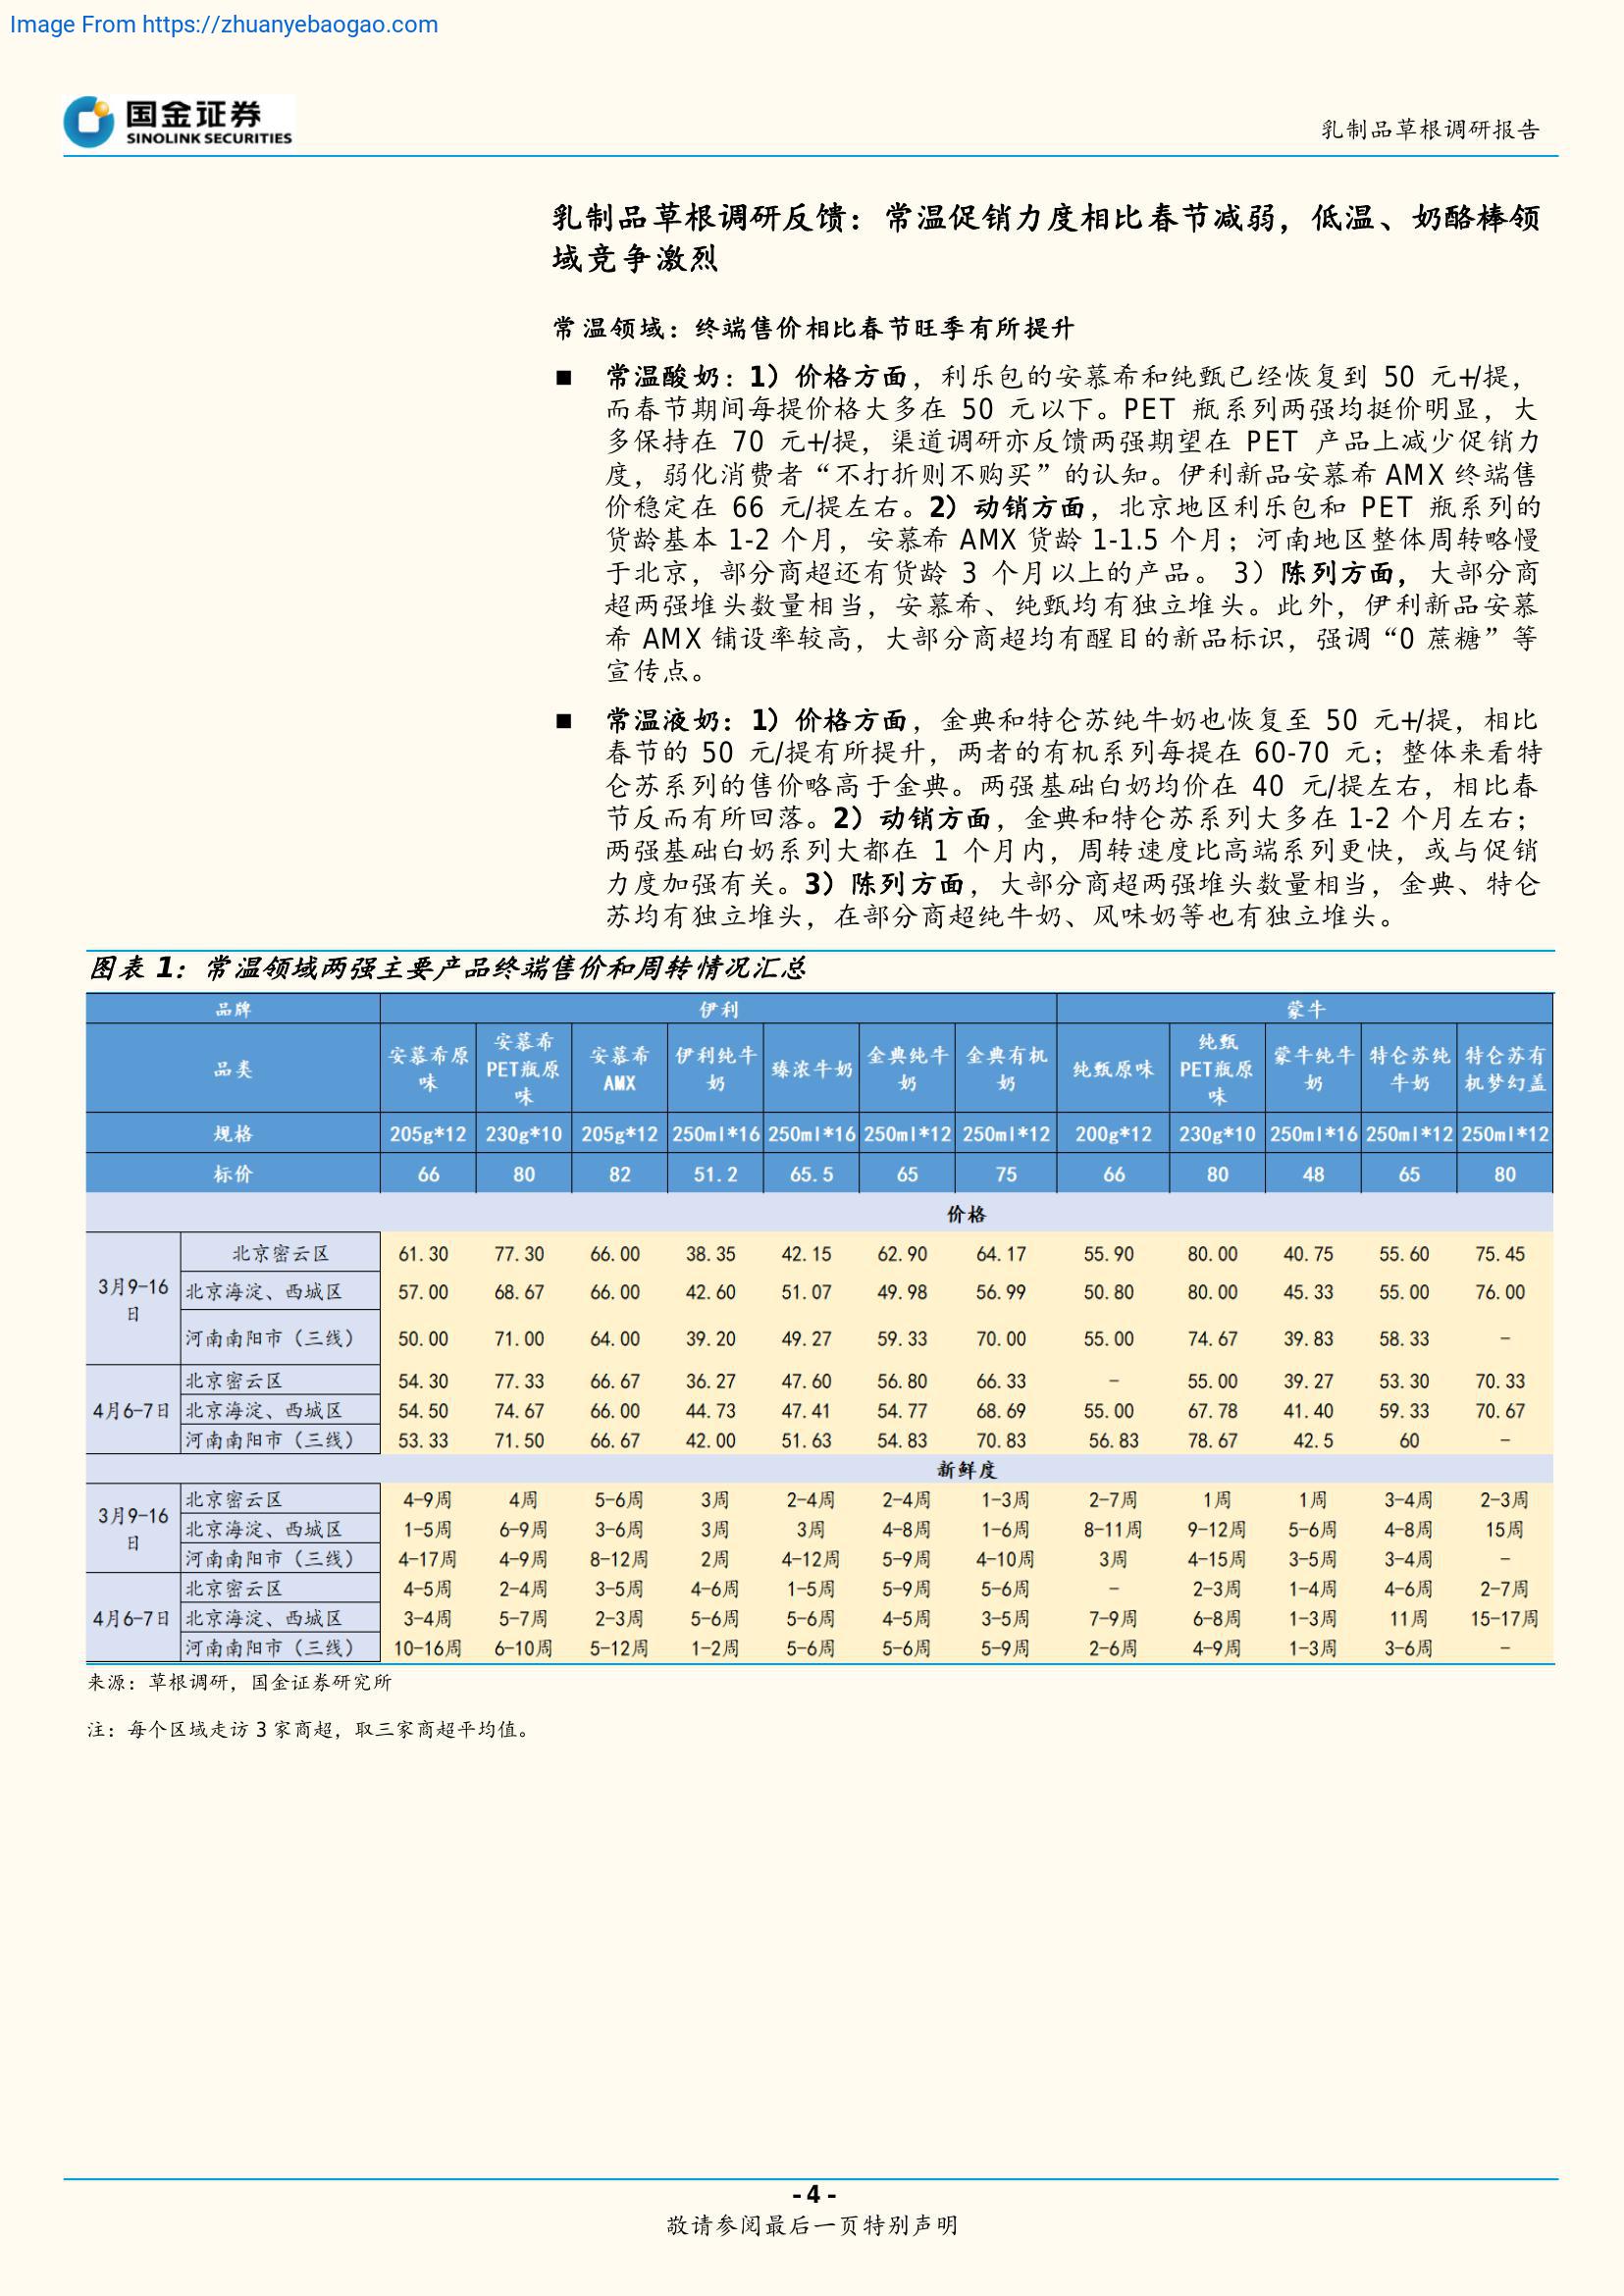 Image From https://zhuanyebaogao.com
国金证券
SINOLINK SECURITIES
乳制品草根调研报告
乳制品草根调研反馈：常温促销力度相比春节减弱，低温、奶酪棒领
域竞争激烈
常温领域：终端售价相比春节旺季有所提升
■ 常温酸奶：1）价格方面，利乐包的安慕希和纯甄已经恢复到 50 元+/提，
而春节期间每提价格大多在 50 元以下。PET 瓶系列两强均挺价明显，大
多保持在 70 元+/提，渠道调研亦反馈两强期望在 PET 产品上减少促销力
度，弱化消费者“不打折则不购买”的认知。伊利新品安慕希 AMX 终端售
价稳定在 66 元/提左右。2）动销方面，北京地区利乐包和 PET 瓶系列的
货龄基本 1-2 个月，安慕希 AMX 货龄 1-1.5 个月；河南地区整体周转略慢
于北京，部分商超还有货龄 3 个月以上的产品。 3）陈列方面，大部分商
超两强堆头数量相当，安慕希、纯甄均有独立堆头。此外，伊利新品安慕
希 AMX 铺设率较高，大部分商超均有醒目的新品标识，强调“0 蔗糖”等
宣传点。
■ 常温液奶：1）价格方面，金典和特仑苏纯牛奶也恢复至 50 元+/提，相比
春节的 50 元/提有所提升，两者的有机系列每提在 60-70 元；整体来看特
仑苏系列的售价略高于金典。两强基础白奶均价在 40 元/提左右，相比春
节反而有所回落。2）动销方面，金典和特仑苏系列大多在 1-2 个月左右；
两强基础白奶系列大都在 1 个月内，周转速度比高端系列更快，或与促销
力度加强有关。3）陈列方面，大部分商超两强堆头数量相当，金典、特仑
苏均有独立堆头，在部分商超纯牛奶、风味奶等也有独立堆头。
图表 1：常温领域两强主要产品终端售价和周转情况汇总
品牌 伊利 蒙牛
品类 安慕希原味 安慕希PET瓶原味 安慕希AMX 伊利纯牛奶 臻浓牛奶 金典纯牛奶 金典有机奶 纯甄原味 纯甄PET瓶原味 蒙牛纯牛奶 特仑苏纯牛奶 特仑苏有机梦幻盖
规格 205g*12 230g*10 205g*12 250ml*16 250ml*16 250ml*12 250ml*12 200g*12 230g*10 250ml*16 250ml*12 250ml*12
标价 66 80 82 51.2 65.5 65 75 66 80 48 65 80
价格
3月9-16日 北京密云区 61.30 77.30 66.00 38.35 42.15 62.90 64.17 55.90 80.00 40.75 55.60 75.45
北京海淀、西城区 57.00 68.67 66.00 42.60 51.07 49.98 56.99 50.80 80.00 45.33 55.00 76.00
河南南阳市（三线） 50.00 71.00 64.00 39.20 49.27 59.33 70.00 55.00 74.67 39.83 58.33 -
4月6-7日 北京密云区 54.30 77.33 66.67 36.27 47.60 56.80 66.33 - 55.00 39.27 53.30 70.33
北京海淀、西城区 54.50 74.67 66.00 44.73 47.41 54.77 68.69 55.00 67.78 41.40 59.33 70.67
河南南阳市（三线） 53.33 71.50 66.67 42.00 51.63 54.83 70.83 56.83 78.67 42.5 60 -
新鲜度
3月9-16日 北京密云区 4-9周 4周 5-6周 3周 2-4周 2-4周 1-3周 2-7周 1周 1周 3-4周 2-3周
北京海淀、西城区 1-5周 6-9周 3-6周 3周 3周 4-8周 1-6周 8-11周 9-12周 5-6周 4-8周 15周
河南南阳市（三线） 4-17周 4-9周 8-12周 2周 4-12周 5-9周 4-10周 3周 4-15周 3-5周 3-4周 -
4月6-7日 北京密云区 4-5周 2-4周 3-5周 4-6周 1-5周 5-9周 5-6周 - 2-3周 1-4周 4-6周 2-7周
北京海淀、西城区 3-4周 5-7周 2-3周 5-6周 5-6周 4-5周 3-5周 7-9周 6-8周 1-3周 11周 15-17周
河南南阳市（三线） 10-16周 6-10周 5-12周 1-2周 5-6周 5-6周 5-9周 2-6周 4-9周 1-3周 3-6周 -
来源：草根调研，国金证券研究所
注：每个区域走访 3 家商超，取三家商超平均值。
- 4 -
敬请参阅最后一页特别声明